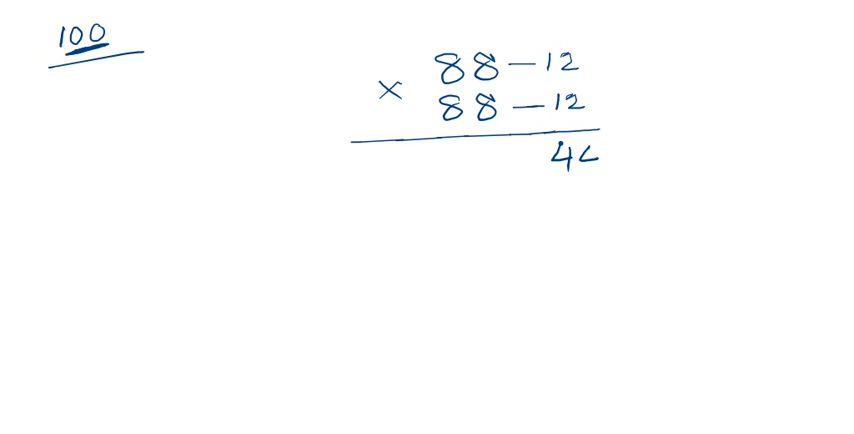 100
88 – 12
× 88 – 12
4